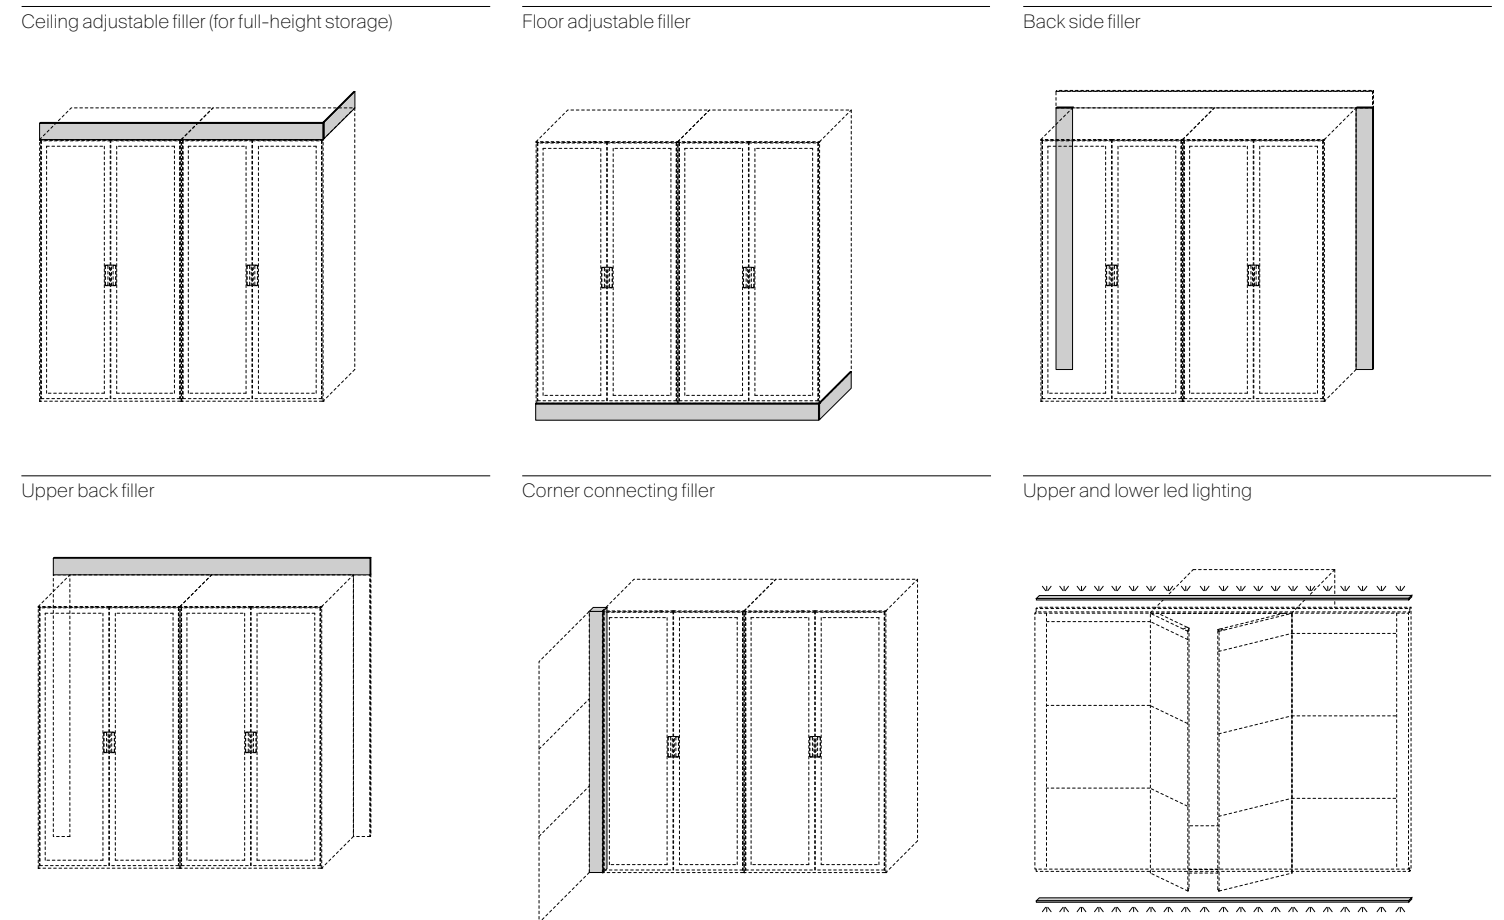 Ceiling adjustable filler (for full-height storage)
Floor adjustable filler
Back side filler
Upper back filler
Corner connecting filler
Upper and lower led lighting